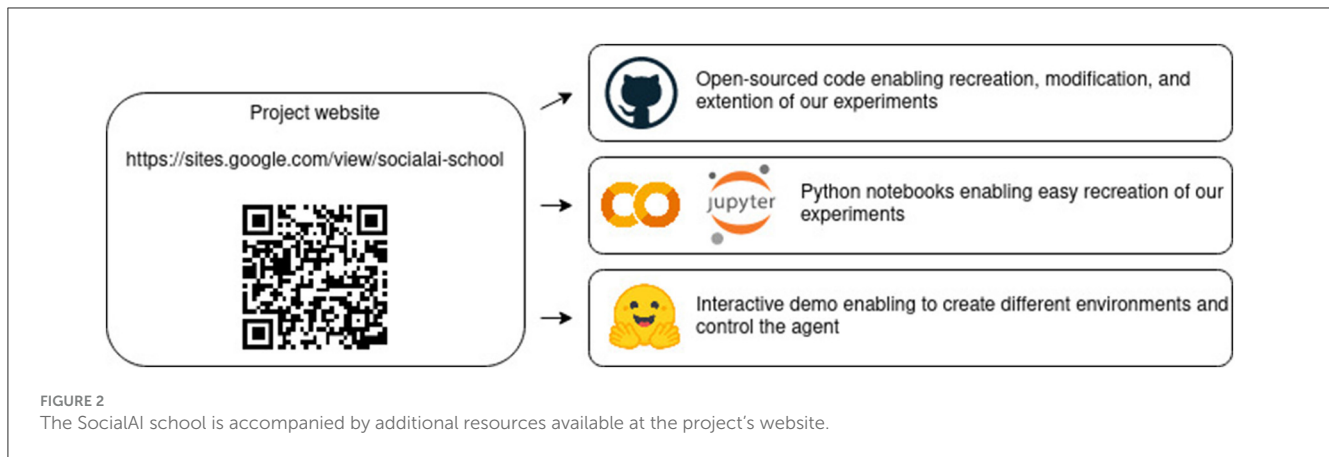 Project website
https://sites.google.com/view/socialai-school
Open-sourced code enabling recreation, modification, and
extention of our experiments
jupyter
Python notebooks enabling easy recreation of our
experiments
Interactive demo enabling to create different environments and
control the agent
FIGURE 2
The SocialAI school is accompanied by additional resources available at the project's website.